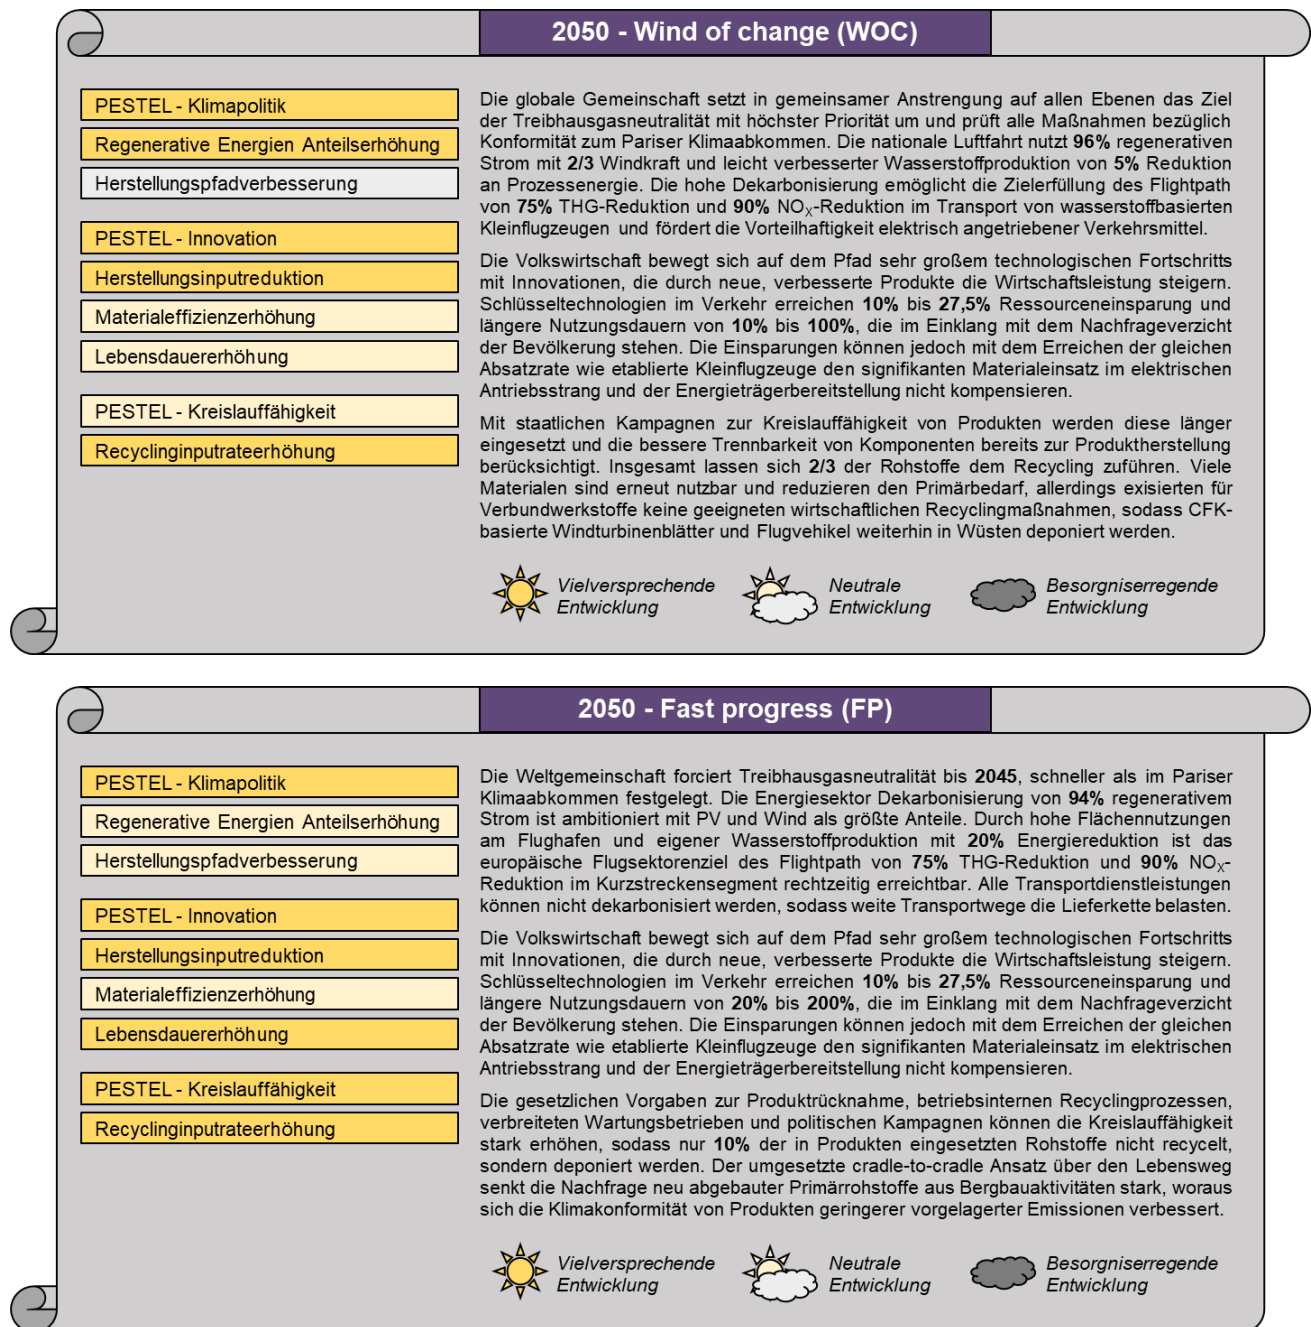 2050 - Wind of change (WOC)
PESTEL - Klimapolitik
Regenerative Energien Anteilserhöhung
Herstellungspfadverbesserung
PESTEL - Innovation
Herstellungsinputreduktion
Materialeffizienzerhöhung
Lebensdauererhöhung
PESTEL - Kreislauffähigkeit
Recyclinginputrateerhöhung
Die globale Gemeinschaft setzt in gemeinsamer Anstrengung auf allen Ebenen das Ziel
der Treibhausgasneutralität mit höchster Priorität um und prüft alle Maßnahmen bezüglich
Konformität zum Pariser Klimaabkommen. Die nationale Luftfahrt nutzt 96% regenerativen
Strom mit 2/3 Windkraft und leicht verbesserter Wasserstoffproduktion von 5% Reduktion
an Prozessenergie. Die hohe Dekarbonisierung emöglicht die Zielerfüllung des Flightpath
von 75% THG-Reduktion und 90% NOX-Reduktion im Transport von wasserstoffbasierten
Kleinflugzeugen und fördert die Vorteilhaftigkeit elektrisch angetriebener Verkehrsmittel.
Die Volkswirtschaft bewegt sich auf dem Pfad sehr großem technologischen Fortschritts
mit Innovationen, die durch neue, verbesserte Produkte die Wirtschaftsleistung steigern.
Schlüsseltechnologien im Verkehr erreichen 10% bis 27,5% Ressourceneinsparung und
längere Nutzungsdauern von 10% bis 100%, die im Einklang mit dem Nachfrageverzicht
der Bevölkerung stehen. Die Einsparungen können jedoch mit dem Erreichen der gleichen
Absatzrate wie etablierte Kleinflugzeuge den signifikanten Materialeinsatz im elektrischen
Antriebsstrang und der Energieträgerbereitstellung nicht kompensieren.
Mit staatlichen Kampagnen zur Kreislauffähigkeit von Produkten werden diese länger
eingesetzt und die bessere Trennbarkeit von Komponenten bereits zur Produktherstellung
berücksichtigt. Insgesamt lassen sich 2/3 der Rohstoffe dem Recycling zuführen. Viele
Materialen sind erneut nutzbar und reduzieren den Primärbedarf, allerdings exisierten für
Verbundwerkstoffe keine geeigneten wirtschaftlichen Recyclingmaßnahmen, sodass CFK-
basierte Windturbinenblätter und Flugvehikel weiterhin in Wüsten deponiert werden.
Vielversprechende
Entwicklung
Neutrale
Entwicklung
Besorgniserregende
Entwicklung
2050 - Fast progress (FP)
PESTEL - Klimapolitik
Regenerative Energien Anteilserhöhung
Herstellungspfadverbesserung
PESTEL - Innovation
Herstellungsinputreduktion
Materialeffizienzerhöhung
Lebensdauererhöhung
PESTEL - Kreislauffähigkeit
Recyclinginputrateerhöhung
Die Weltgemeinschaft forciert Treibhausgasneutralität bis 2045, schneller als im Pariser
Klimaabkommen festgelegt. Die Energiesektor Dekarbonisierung von 94% regenerativem
Strom ist ambitioniert mit PV und Wind als größte Anteile. Durch hohe Flächennutzungen
am Flughafen und eigener Wasserstoffproduktion mit 20% Energiereduktion ist das
europäische Flugsektorenziel des Flightpath von 75% THG-Reduktion und 90% NOX-
Reduktion im Kurzstreckensegment rechtzeitig erreichtbar. Alle Transportdienstleistungen
können nicht dekarbonisiert werden, sodass weite Transportwege die Lieferkette belasten.
Die Volkswirtschaft bewegt sich auf dem Pfad sehr großem technologischen Fortschritts
mit Innovationen, die durch neue, verbesserte Produkte die Wirtschaftsleistung steigern.
Schlüsseltechnologien im Verkehr erreichen 10% bis 27,5% Ressourceneinsparung und
längere Nutzungsdauern von 20% bis 200%, die im Einklang mit dem Nachfrageverzicht
der Bevölkerung stehen. Die Einsparungen können jedoch mit dem Erreichen der gleichen
Absatzrate wie etablierte Kleinflugzeuge den signifikanten Materialeinsatz im elektrischen
Antriebsstrang und der Energieträgerbereitstellung nicht kompensieren.
Die gesetzlichen Vorgaben zur Produktrücknahme, betriebsinternen Recyclingprozessen,
verbreiteten Wartungsbetrieben und politischen Kampagnen können die Kreislauffähigkeit
stark erhöhen, sodass nur 10% der in Produkten eingesetzten Rohstoffe nicht recycelt,
sondern deponiert werden. Der umgesetzte cradle-to-cradle Ansatz über den Lebensweg
senkt die Nachfrage neu abgebauter Primärrohstoffe aus Bergbauaktivitäten stark, woraus
sich die Klimakonformität von Produkten geringerer vorgelagerter Emissionen verbessert.
Vielversprechende
Entwicklung
Neutrale
Entwicklung
Besorgniserregende
Entwicklung